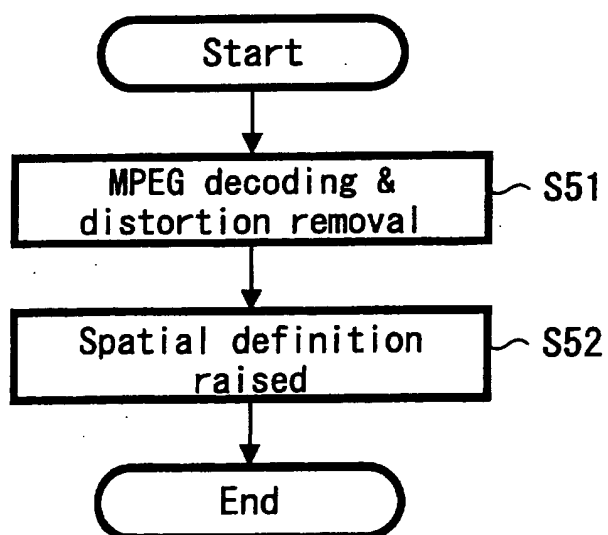 Start
MPEG decoding &
distortion removal
S51
Spatial definition
raised
S52
End